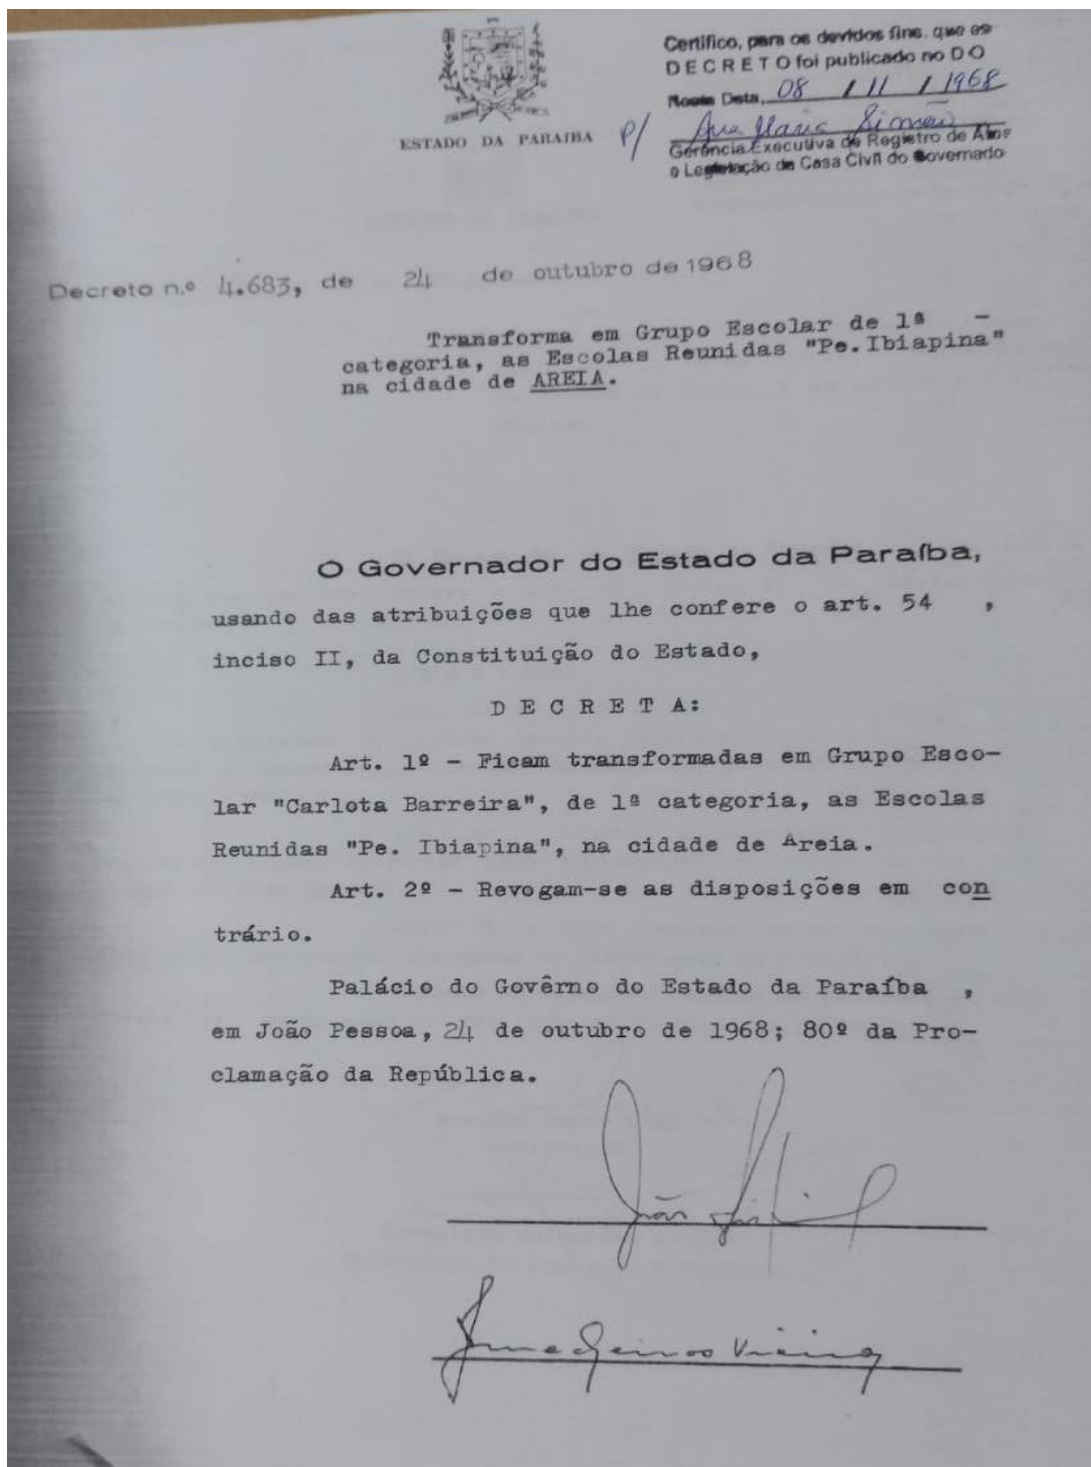 Certifico, para os devidos fins, que es
DECRETO foi publicado no DO
Nesta Data, 08 / 11 / 1968
P/ Ana Maria Simeão
Gerência Executiva de Registro de Atos
e Legislação da Casa Civil do Governado
ESTADO DA PARAÍBA
Decreto n.º 4.683, de 24 de outubro de 1968
Transforma em Grupo Escolar de 1ª -
categoria, as Escolas Reunidas "Pe. Ibiapina"
na cidade de AREIA.
O Governador do Estado da Paraíba,
usando das atribuições que lhe confere o art. 54 ,
inciso II, da Constituição do Estado,
D E C R E T A:
Art. 1º - Ficam transformadas em Grupo Esco-
lar "Carlota Barreira", de 1ª categoria, as Escolas
Reunidas "Pe. Ibiapina", na cidade de Areia.
Art. 2º - Revogam-se as disposições em con
trário.
Palácio do Govêrno do Estado da Paraíba ,
em João Pessoa, 24 de outubro de 1968; 80º da Pro-
clamação da República.
João
Vieira